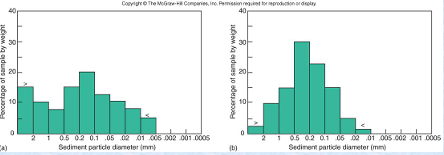 Copyright © The McGraw-Hill Companies, Inc. Permission required for reproduction or display.
40
30
20
10
0
Percentage of sample by weight
>
<
2 1 0.5 0.2 0.1 .05 .02 .01 .005 .002 .001 .0005
Sediment particle diameter (mm)
(a)
40
30
20
10
0
Percentage of sample by weight
>
<
2 1 0.5 0.2 0.1 .05 .02 .01 .005 .002 .001 .0005
Sediment particle diameter (mm)
(b)